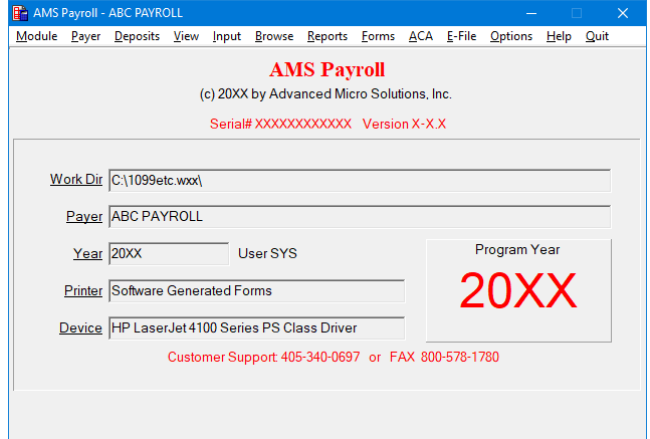 AMS Payroll - ABC PAYROLL
Module Payer Deposits View Input Browse Reports Forms ACA E-File Options Help Quit
AMS Payroll
(c) 20XX by Advanced Micro Solutions, Inc.
Serial# XXXXXXXXXXXX Version X-X.X
Work Dir C:\1099etc.wxx\
Payer ABC PAYROLL
Year 20XX User SYS
Program Year
20XX
Printer Software Generated Forms
Device HP LaserJet 4100 Series PS Class Driver
Customer Support 405-340-0697 or FAX 800-578-1780